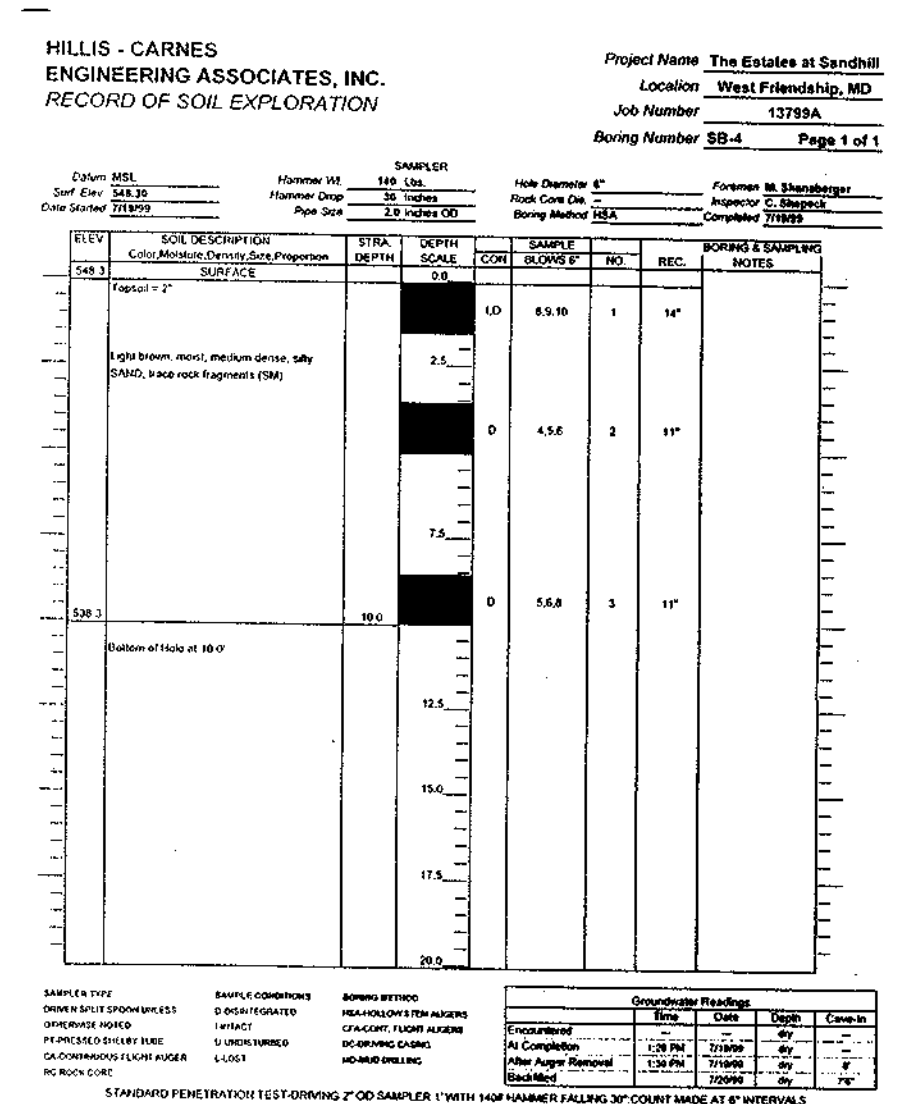 HILLIS - CARNES
ENGINEERING ASSOCIATES, INC.
RECORD OF SOIL EXPLORATION
Project Name The Estates at Sandhill
Location West Friendship, MD
Job Number 13799A
Boring Number SB-4 Page 1 of 1
SAMPLER
Datum MSL
Surf Elev 548.30
Date Started 7/19/99
Hammer Wt. 140 Lbs.
Hammer Drop 30 Inches
Pipe Size 2.0 Inches OD
Hole Diameter 6"
Rock Core Dia. –
Boring Method HSA
Foreman M. Shansberger
Inspector C. Shepeck
Completed 7/19/99
ELEV SOIL DESCRIPTION STRA. DEPTH SAMPLE BORING & SAMPLING
Color,Moisture,Density,Size,Proportion DEPTH SCALE CON BLOWS 6" NO. REC. NOTES
548.3 SURFACE 0.0
Topsoil = 2"
I,D 8,9,10 1 14"
Light brown, moist, medium dense, silty
SAND, trace rock fragments (SM)
2.5
D 4,5,6 2 11"
7.5
D 5,6,8 3 11"
538.3 10.0
Bottom of Hole at 10.0'
12.5
15.0
17.5
20.0
SAMPLER TYPE
DRIVEN SPLIT SPOON UNLESS
OTHERWISE NOTED
PT-PRESSED SHELBY TUBE
CA-CONTINUOUS FLIGHT AUGER
RC ROCK CORE
SAMPLE CONDITIONS
D-DISINTEGRATED
I-INTACT
U-UNDISTURBED
L-LOST
BORING METHOD
HSA-HOLLOW STEM AUGERS
CFA-CONT. FLIGHT AUGERS
DC-DRIVING CASING
MD-MUD DRILLING
Groundwater Readings
Time Date Depth Cave-In
Encountered – – dry –
At Completion 1:20 PM 7/19/99 dry –
After Auger Removal 1:30 PM 7/19/99 dry 8'
Backfilled 7/20/99 dry 7'6"
STANDARD PENETRATION TEST-DRIVING 2" OD SAMPLER 1' WITH 140# HAMMER FALLING 30":COUNT MADE AT 6" INTERVALS